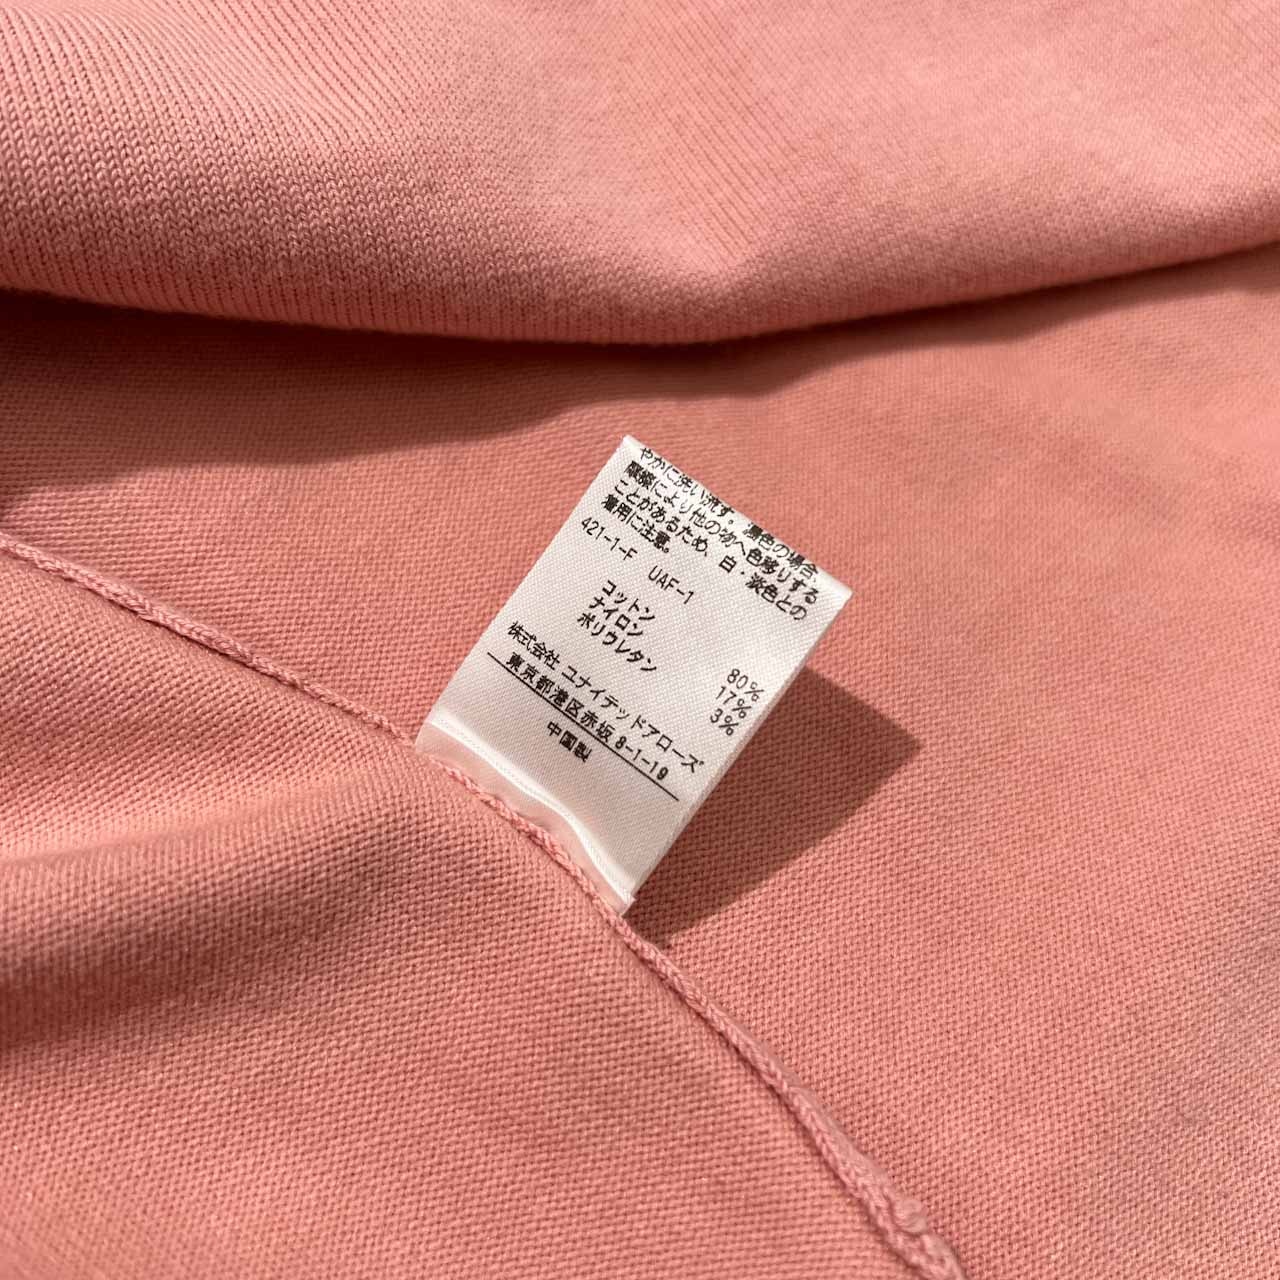 やかに洗い流す。濃色の場合、
摩擦により他の物へ色移りする
ことがあるため、白・淡色との
着用に注意。
421-1-F UAF-1
コットン 80%
ナイロン 17%
ポリウレタン 3%
株式会社 ユナイテッドアローズ
東京都港区赤坂 8-1-19
中国製